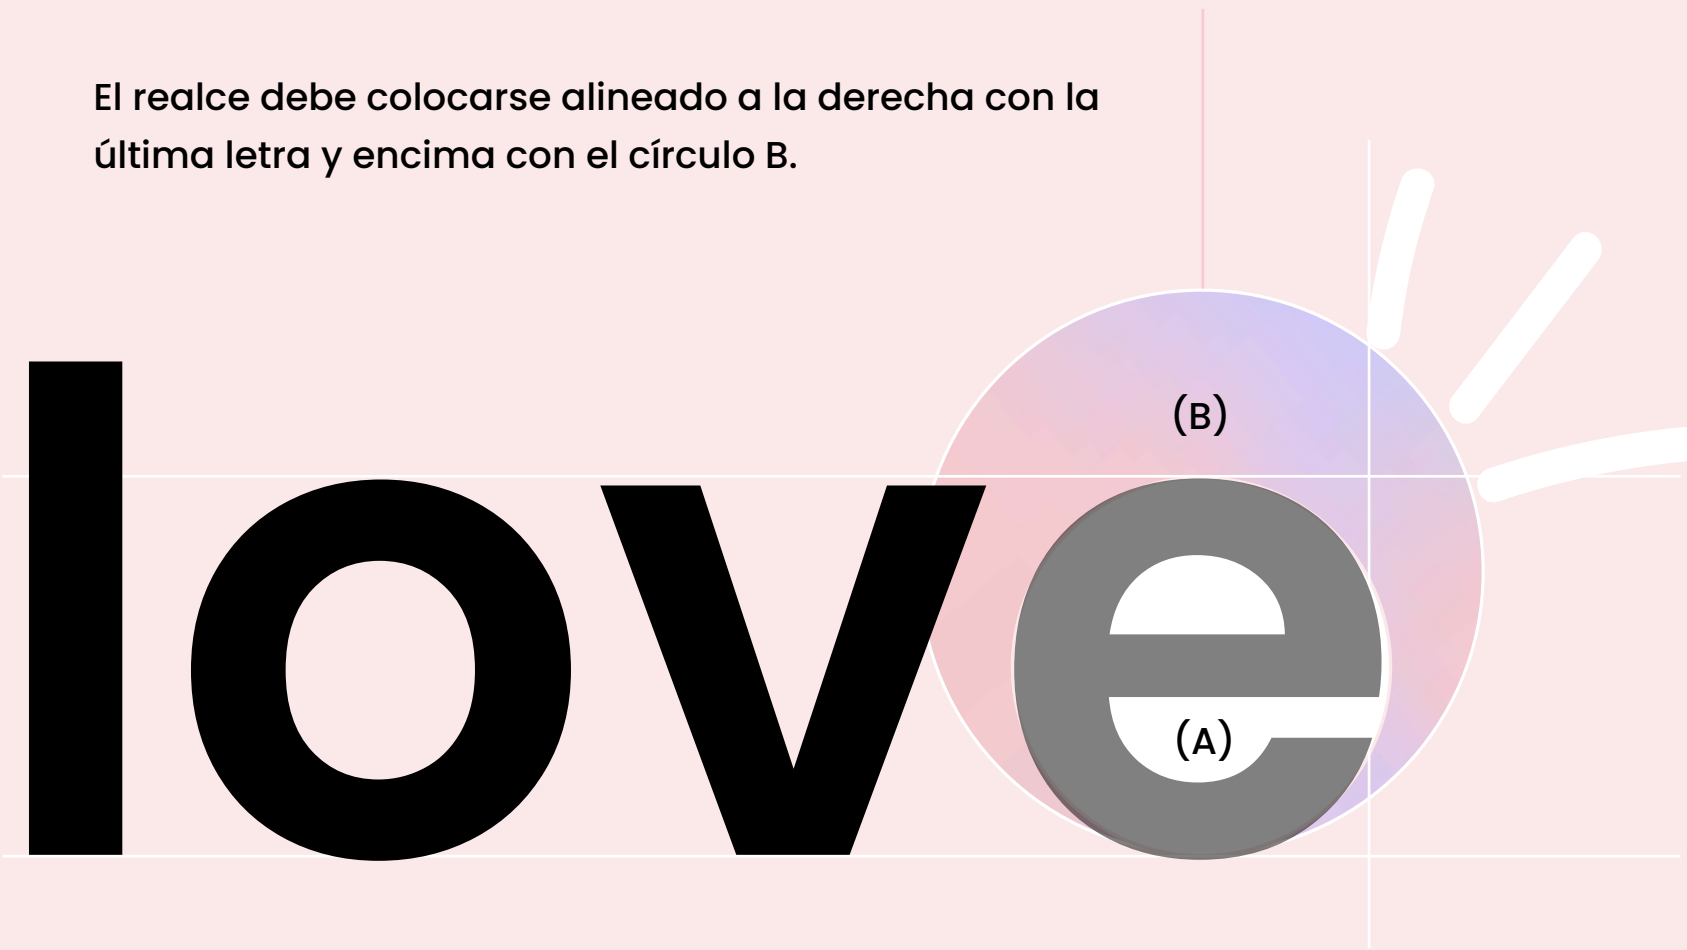 El realce debe colocarse alineado a la derecha con la
última letra y encima con el círculo B.
(B)
love
(A)